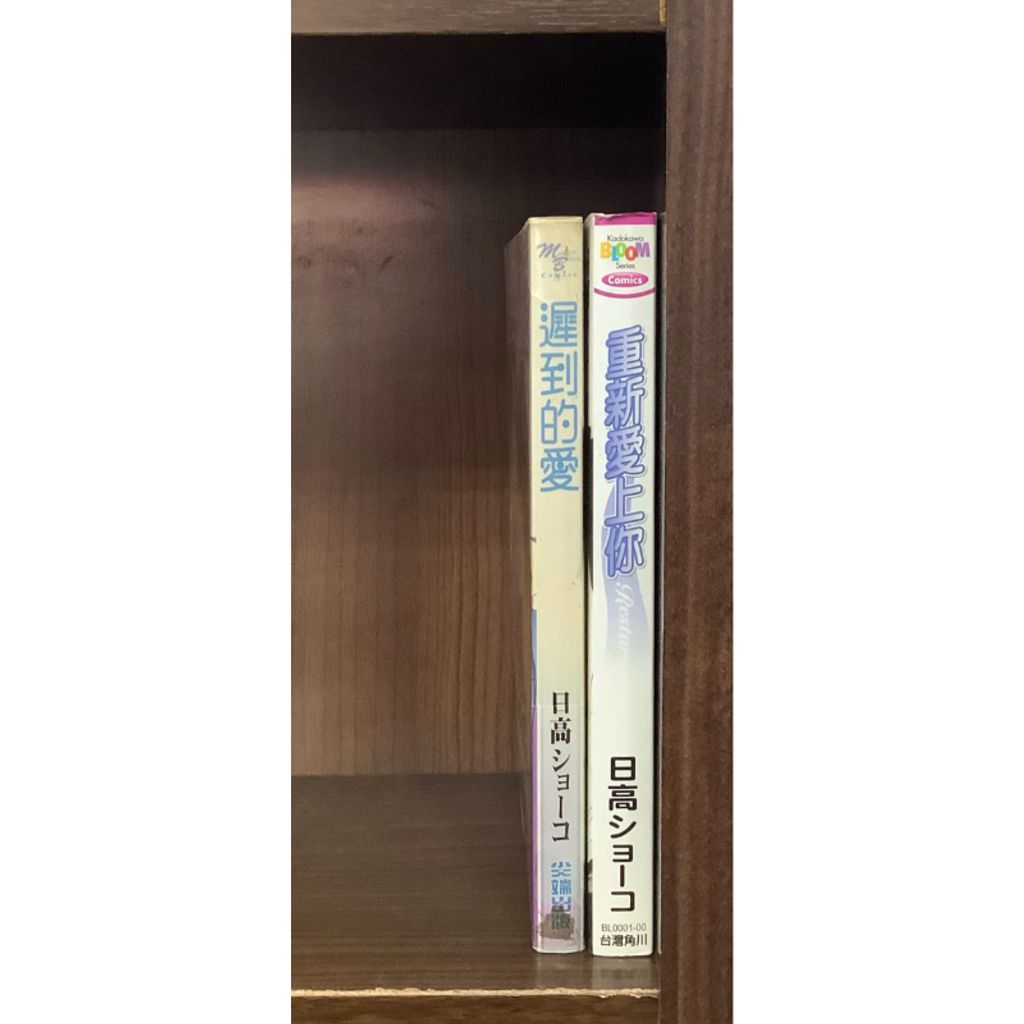 遲到的愛
日高ショーコ
尖端出版
Kadokawa
BLOOM
Series
Comics
重新愛上你
日高ショーコ
BL0001-00
台灣角川